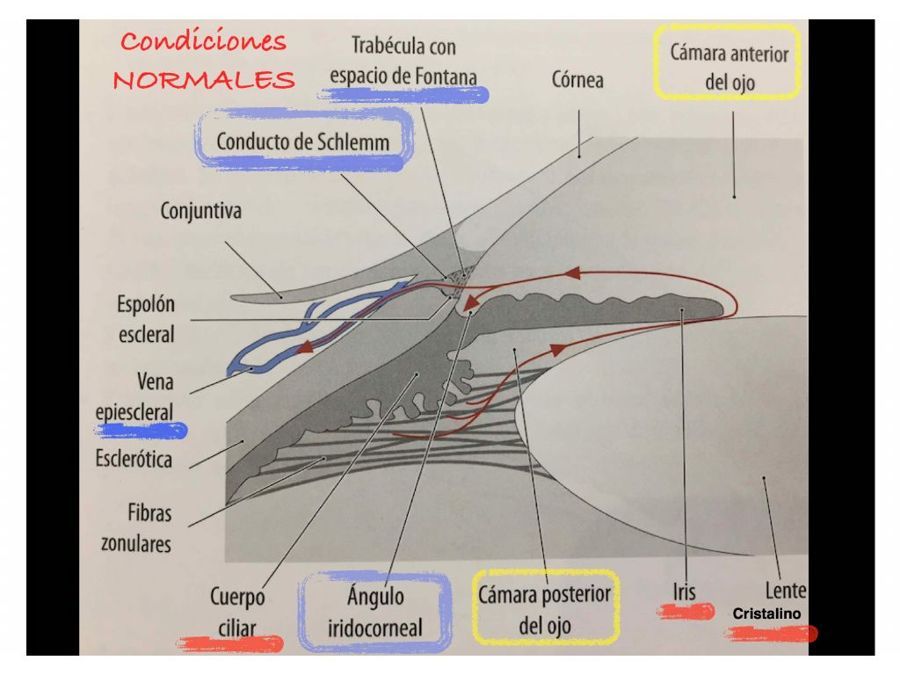 Condiciones
NORMALES
Trabécula con
espacio de Fontana
Córnea
Cámara anterior
del ojo
Conducto de Schlemm
Conjuntiva
Espolón
escleral
Vena
epiescleral
Esclerótica
Fibras
zonulares
Cuerpo
ciliar
Ángulo
iridocorneal
Cámara posterior
del ojo
Iris
Lente
Cristalino